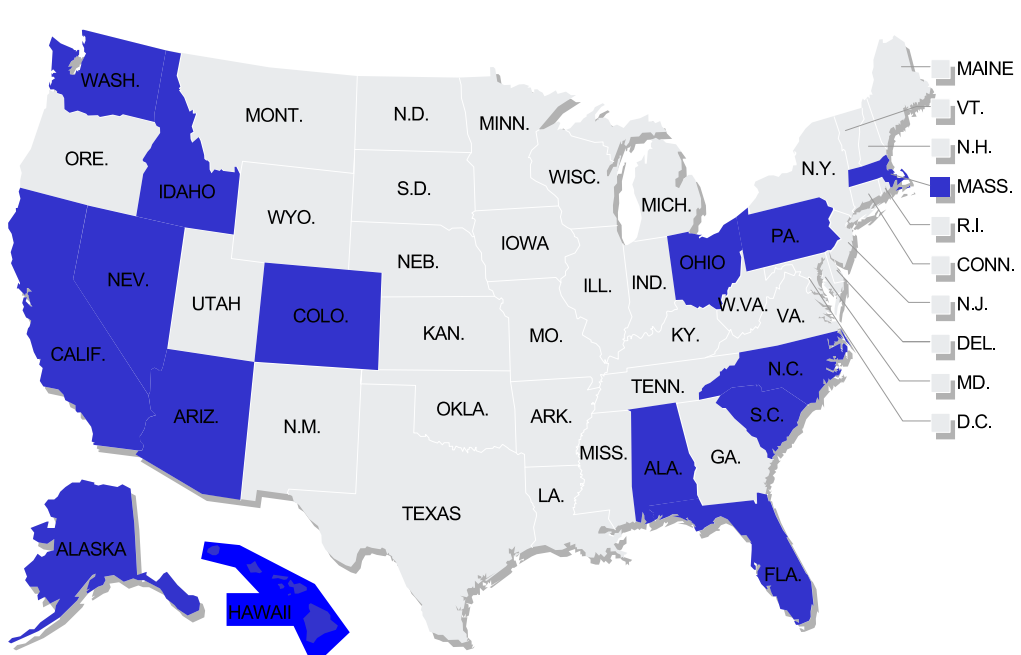 MAINE
WASH.
VT.
MONT.
N.D.
MINN.
N.H.
ORE.
N.Y.
WISC.
IDAHO
S.D.
MASS.
MICH.
WYO.
R.I.
PA.
IOWA
NEB.
OHIO
CONN.
NEV.
IND.
ILL.
UTAH
W.VA.
N.J.
COLO.
VA.
KAN.
MO.
KY.
DEL.
CALIF.
N.C.
TENN.
MD.
OKLA.
ARIZ.
ARK.
S.C.
D.C.
N.M.
MISS.
GA.
ALA.
LA.
TEXAS
ALASKA
FLA.
HAWAII